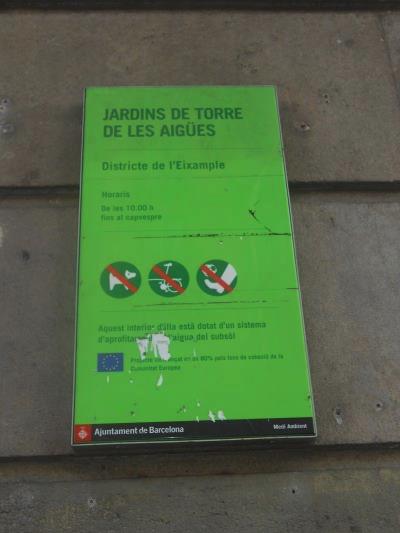 JARDINS DE TORRE
DE LES AIGÜES
Districte de l'Eixample
Horaris
De les 10.00 h
fins al capvespre
Aquest interior d'illa està dotat d'un sistema
d'aprofitament d'aigua del subsòl
Projecte finançat en un 80% pels fons de cohesió de la
Comunitat Europea
Ajuntament de Barcelona
Medi Ambient